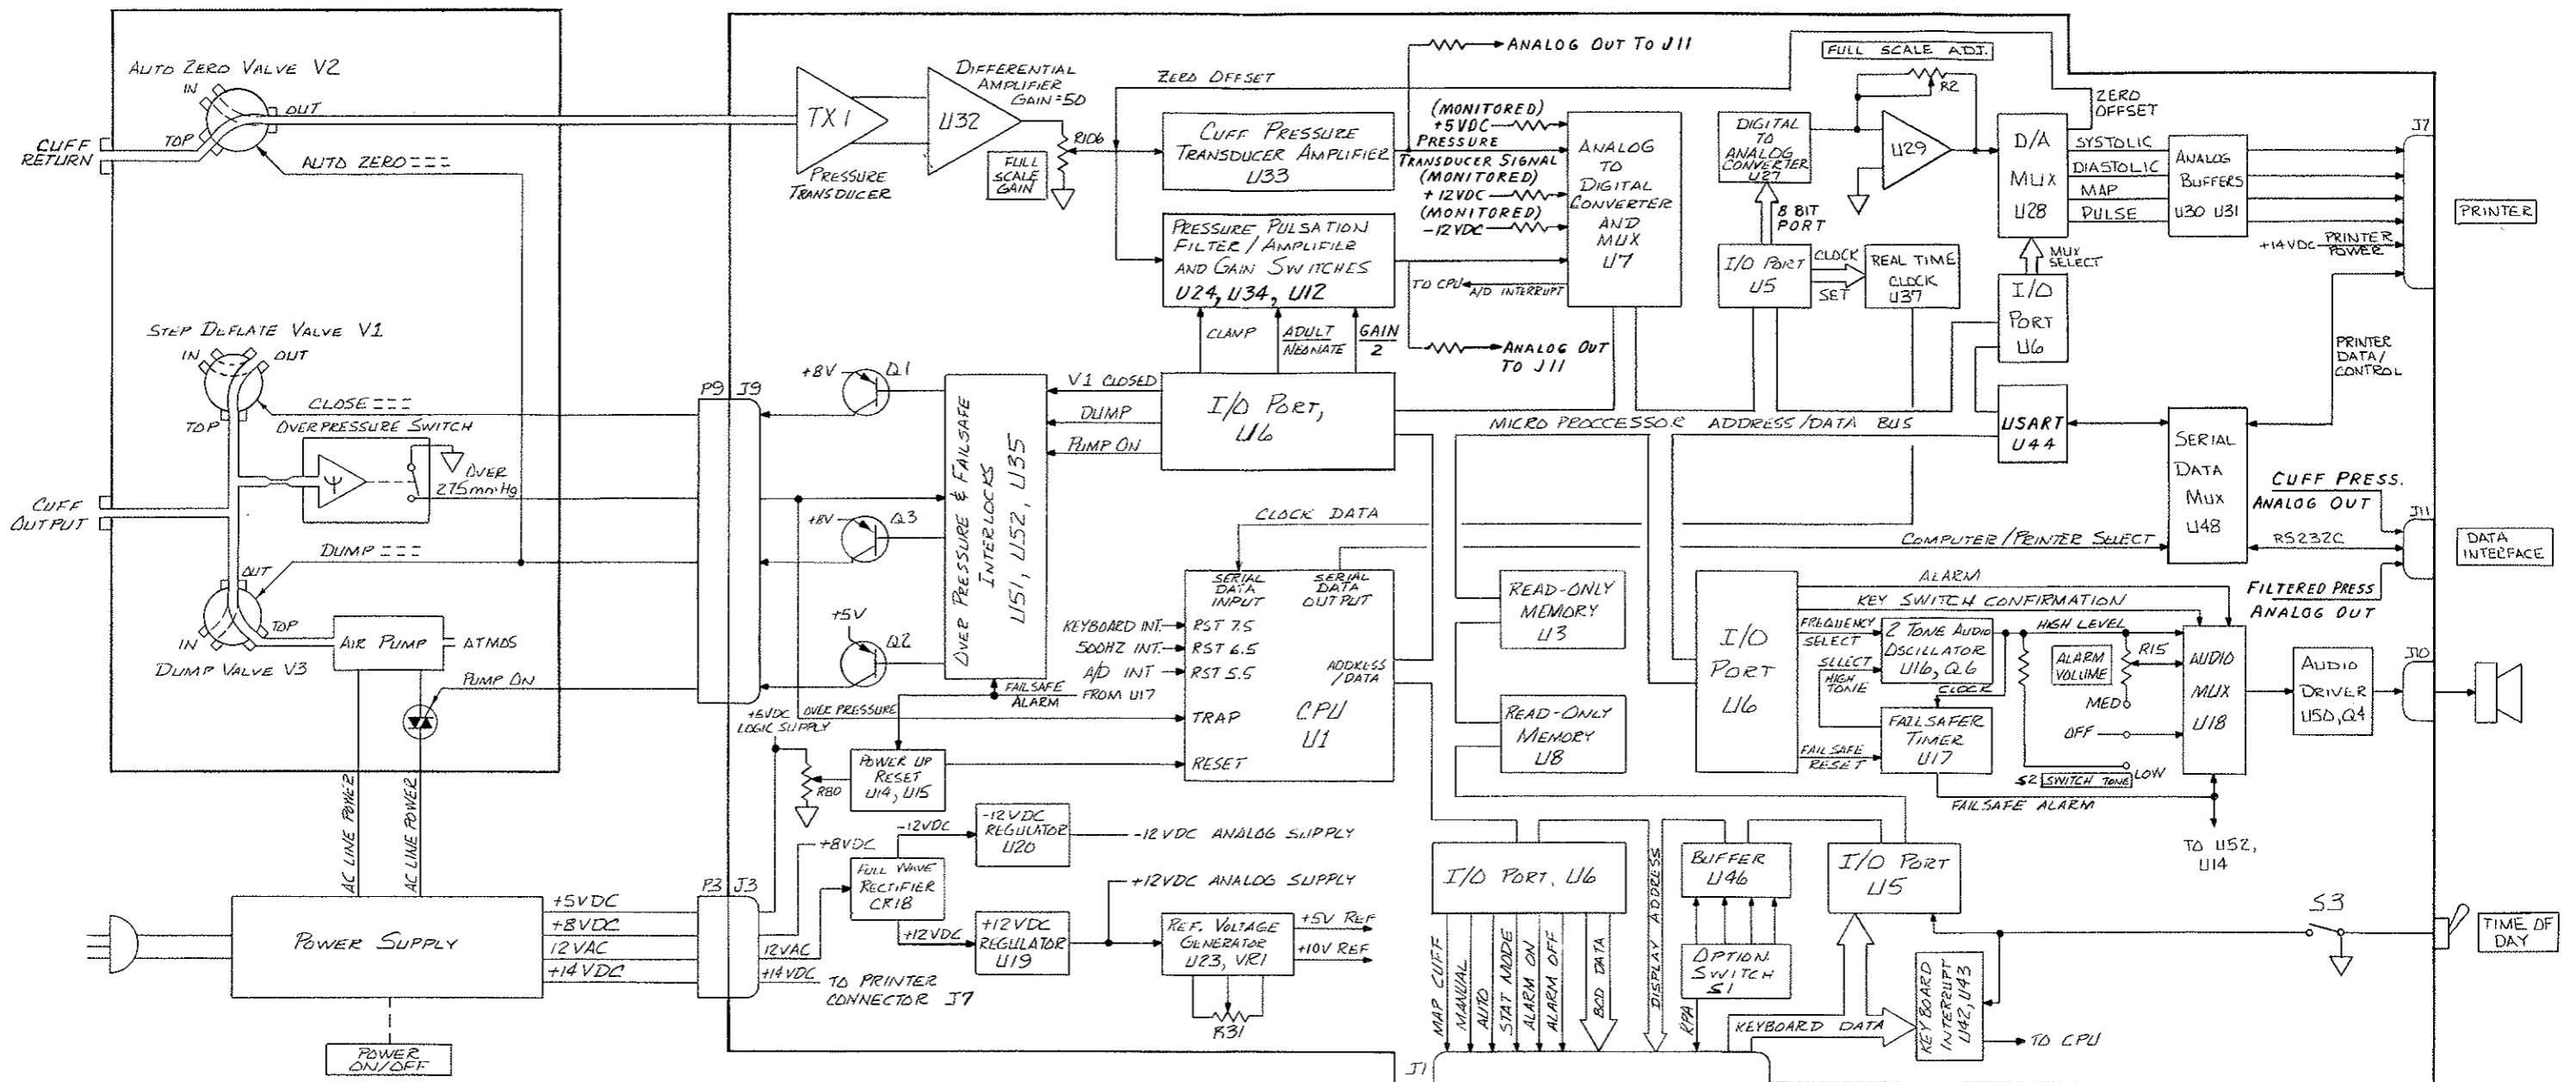 AUTO ZERO VALVE V2
IN
OUT
TOP
CUFF
RETURN
AUTO ZERO
STEP DEFLATE VALVE V1
IN
OUT
CLOSE
TOP
OVERPRESSURE SWITCH
OVER
275mm-Hg
CUFF
OUTPUT
DUMP
OUT
TOP
IN
AIR PUMP
ATMOS
DUMP VALVE V3
PUMP ON
AC LINE POWER
AC LINE POWER
POWER SUPPLY
+5VDC
+8VDC
12VAC
+14VDC
POWER
ON/OFF
P9 J9
P3 J3
TX1
PRESSURE
TRANSDUCER
U32
DIFFERENTIAL
AMPLIFIER
GAIN=50
R106
FULL
SCALE
GAIN
ZERO OFFSET
CUFF PRESSURE
TRANSDUCER AMPLIFIER
U33
ANALOG OUT TO J11
(MONITORED)
+5VDC
PRESSURE
TRANSDUCER SIGNAL
(MONITORED)
+12VDC
(MONITORED)
-12VDC
PRESSURE PULSATION
FILTER/AMPLIFIER
AND GAIN SWITCHES
U24, U34, U12
TO CPU
A/D INTERRUPT
ANALOG
TO
DIGITAL
CONVERTER
AND
MUX
U7
CLAMP
ADULT
NEONATE
GAIN
2
ANALOG OUT
TO J11
DIGITAL
TO
ANALOG
CONVERTER
U27
8 BIT
PORT
I/O PORT
U5
CLOCK
SET
REAL TIME
CLOCK
U37
FULL SCALE ADJ.
R2
U29
D/A
MUX
U28
ZERO
OFFSET
SYSTOLIC
DIASTOLIC
MAP
PULSE
ANALOG
BUFFERS
U30 U31
MUX
SELECT
I/O
PORT
U6
+14VDC
PRINTER
POWER
J7
PRINTER
PRINTER
DATA/
CONTROL
+8V
Q1
+8V
Q3
+5V
Q2
OVER PRESSURE & FAILSAFE
INTERLOCKS
U51, U52, U35
V1 CLOSED
DUMP
PUMP ON
I/O PORT,
U6
MICRO PROCCESSOR ADDRESS/DATA BUS
USART
U44
SERIAL
DATA
MUX
U48
CUFF PRESS.
ANALOG OUT
J11
RS232C
DATA
INTERFACE
FILTERED PRESS
ANALOG OUT
CLOCK DATA
COMPUTER/PRINTER SELECT
SERIAL
DATA
INPUT
SERIAL
DATA
OUTPUT
KEYBOARD INT.
RST 7.5
500HZ INT.
RST 6.5
A/D INT
RST 5.5
ADDRESS
/DATA
FAILSAFE
ALARM
FROM U17
OVER PRESSURE
TRAP
CPU
U1
RESET
+5VDC
LOGIC SUPPLY
R80
POWER UP
RESET
U14, U15
READ-ONLY
MEMORY
U3
READ-ONLY
MEMORY
U8
I/O
PORT
U6
ALARM
KEY SWITCH CONFIRMATION
FREQUENCY
SELECT
2 TONE AUDIO
OSCILLATOR
U16, Q6
SELECT
HIGH
TONE
CLOCK
FAILSAFER
TIMER
U17
FAILSAFE
RESET
HIGH LEVEL
ALARM
VOLUME
R15
MED
OFF
LOW
S2
SWITCH TONE
FAILSAFE ALARM
AUDIO
MUX
U18
TO U52,
U14
AUDIO
DRIVER
U50, Q4
J10
-12VDC
+8VDC
FULL WAVE
RECTIFIER
CR18
-12VDC
REGULATOR
U20
-12VDC ANALOG SUPPLY
+12VDC ANALOG SUPPLY
12VAC
+12VDC
+12VDC
REGULATOR
U19
+14VDC
TO PRINTER
CONNECTOR J7
REF. VOLTAGE
GENERATOR
U23, VR1
+5V REF
+10V REF
R31
I/O PORT, U6
MAP CUFF
MANUAL
AUTO
STAT MODE
ALARM ON
ALARM OFF
BCD DATA
DISPLAY ADDRESS
BUFFER
U46
OPTION
SWITCH
S1
RPA
I/O PORT
U5
KEYBOARD DATA
KEYBOARD
INTERRUPT
U42, U43
TO CPU
S3
TIME OF
DAY
J1